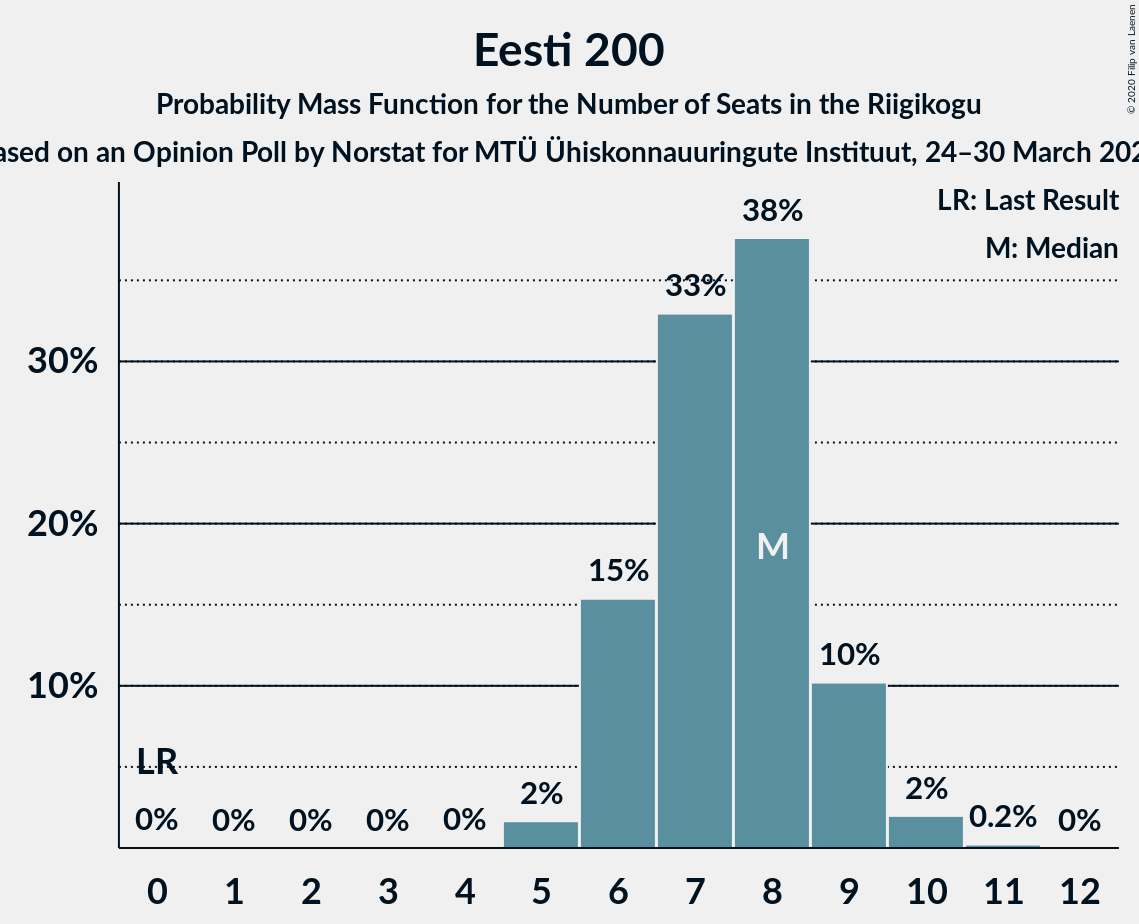 Eesti 200
Probability Mass Function for the Number of Seats in the Riigikogu
ased on an Opinion Poll by Norstat for MTÜ Ühiskonnauuringute Instituut, 24–30 March 202
© 2020 Filip van Laenen
LR: Last Result
M: Median
38%
33%
30%
20%
M
15%
10%
10%
LR
0% 0% 0% 0% 0% 2% 2% 0.2% 0%
0 1 2 3 4 5 6 7 8 9 10 11 12